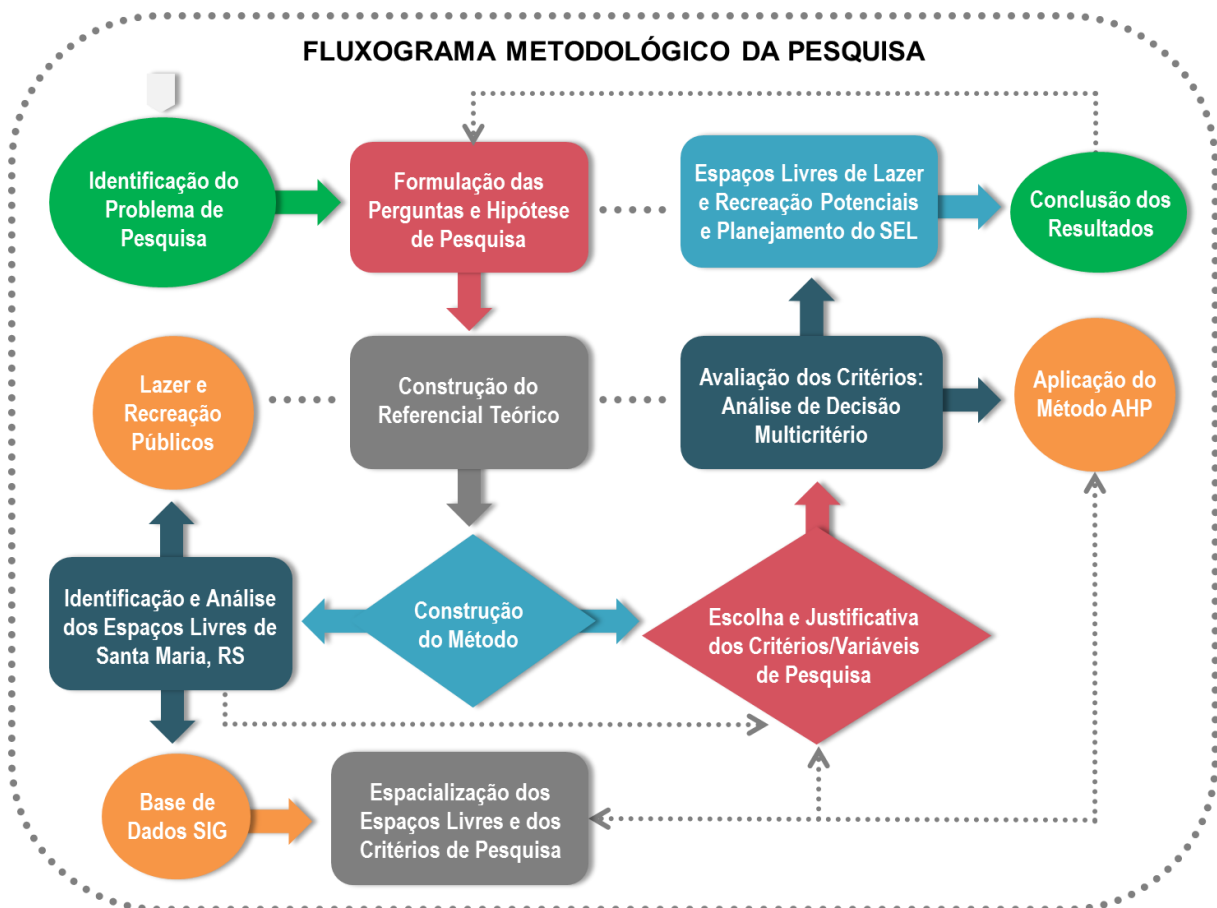 FLUXOGRAMA METODOLÓGICO DA PESQUISA
Identificação do
Problema de
Pesquisa
Formulação das
Perguntas e Hipótese
de Pesquisa
Espaços Livres de Lazer
e Recreação Potenciais
e Planejamento do SEL
Conclusão dos
Resultados
Lazer e
Recreação
Públicos
Construção do
Referencial Teórico
Avaliação dos Critérios:
Análise de Decisão
Multicritério
Aplicação do
Método AHP
Identificação e Análise
dos Espaços Livres de
Santa Maria, RS
Construção
do Método
Escolha e Justificativa
dos Critérios/Variáveis
de Pesquisa
Base de
Dados SIG
Espacialização dos
Espaços Livres e dos
Critérios de Pesquisa